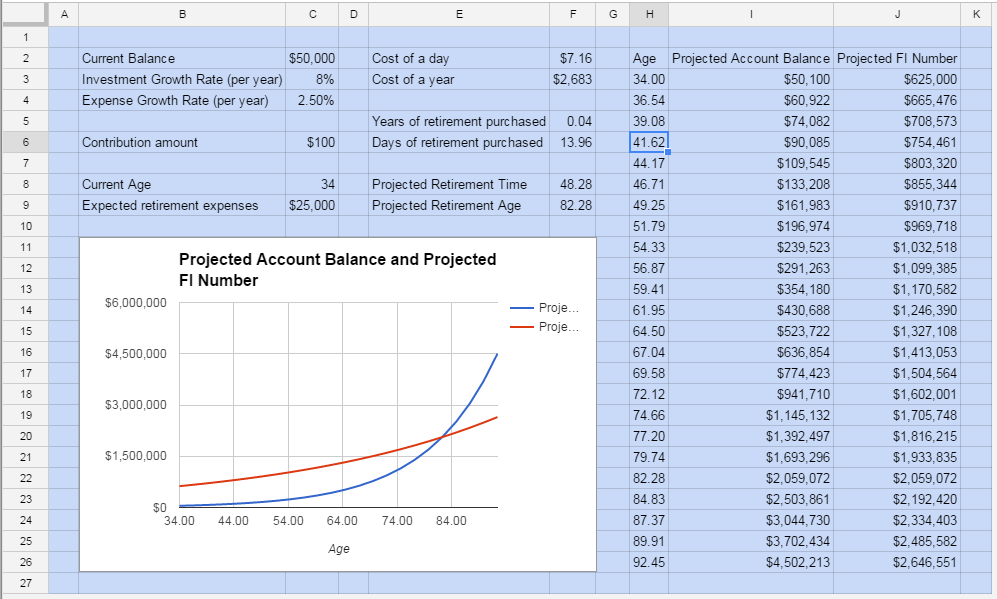 A B C D E F G H I J K
1
2 Current Balance $50,000 Cost of a day $7.16 Age Projected Account Balance Projected FI Number
3 Investment Growth Rate (per year) 8% Cost of a year $2,683 34.00 $50,100 $625,000
4 Expense Growth Rate (per year) 2.50% 36.54 $60,922 $665,476
5 Years of retirement purchased 0.04 39.08 $74,082 $708,573
6 Contribution amount $100 Days of retirement purchased 13.96 41.62 $90,085 $754,461
7 44.17 $109,545 $803,320
8 Current Age 34 Projected Retirement Time 48.28 46.71 $133,208 $855,344
9 Expected retirement expenses $25,000 Projected Retirement Age 82.28 49.25 $161,983 $910,737
10 51.79 $196,974 $969,718
11 54.33 $239,523 $1,032,518
12 56.87 $291,263 $1,099,385
13 59.41 $354,180 $1,170,582
14 61.95 $430,688 $1,246,390
15 64.50 $523,722 $1,327,108
16 67.04 $636,854 $1,413,053
17 69.58 $774,423 $1,504,564
18 72.12 $941,710 $1,602,001
19 74.66 $1,145,132 $1,705,748
20 77.20 $1,392,497 $1,816,215
21 79.74 $1,693,296 $1,933,835
22 82.28 $2,059,072 $2,059,072
23 84.83 $2,503,861 $2,192,420
24 87.37 $3,044,730 $2,334,403
25 89.91 $3,702,434 $2,485,582
26 92.45 $4,502,213 $2,646,551
27
Projected Account Balance and Projected
FI Number
$6,000,000
$4,500,000
$3,000,000
$1,500,000
$0
34.00 44.00 54.00 64.00 74.00 84.00
Age
Proje...
Proje...